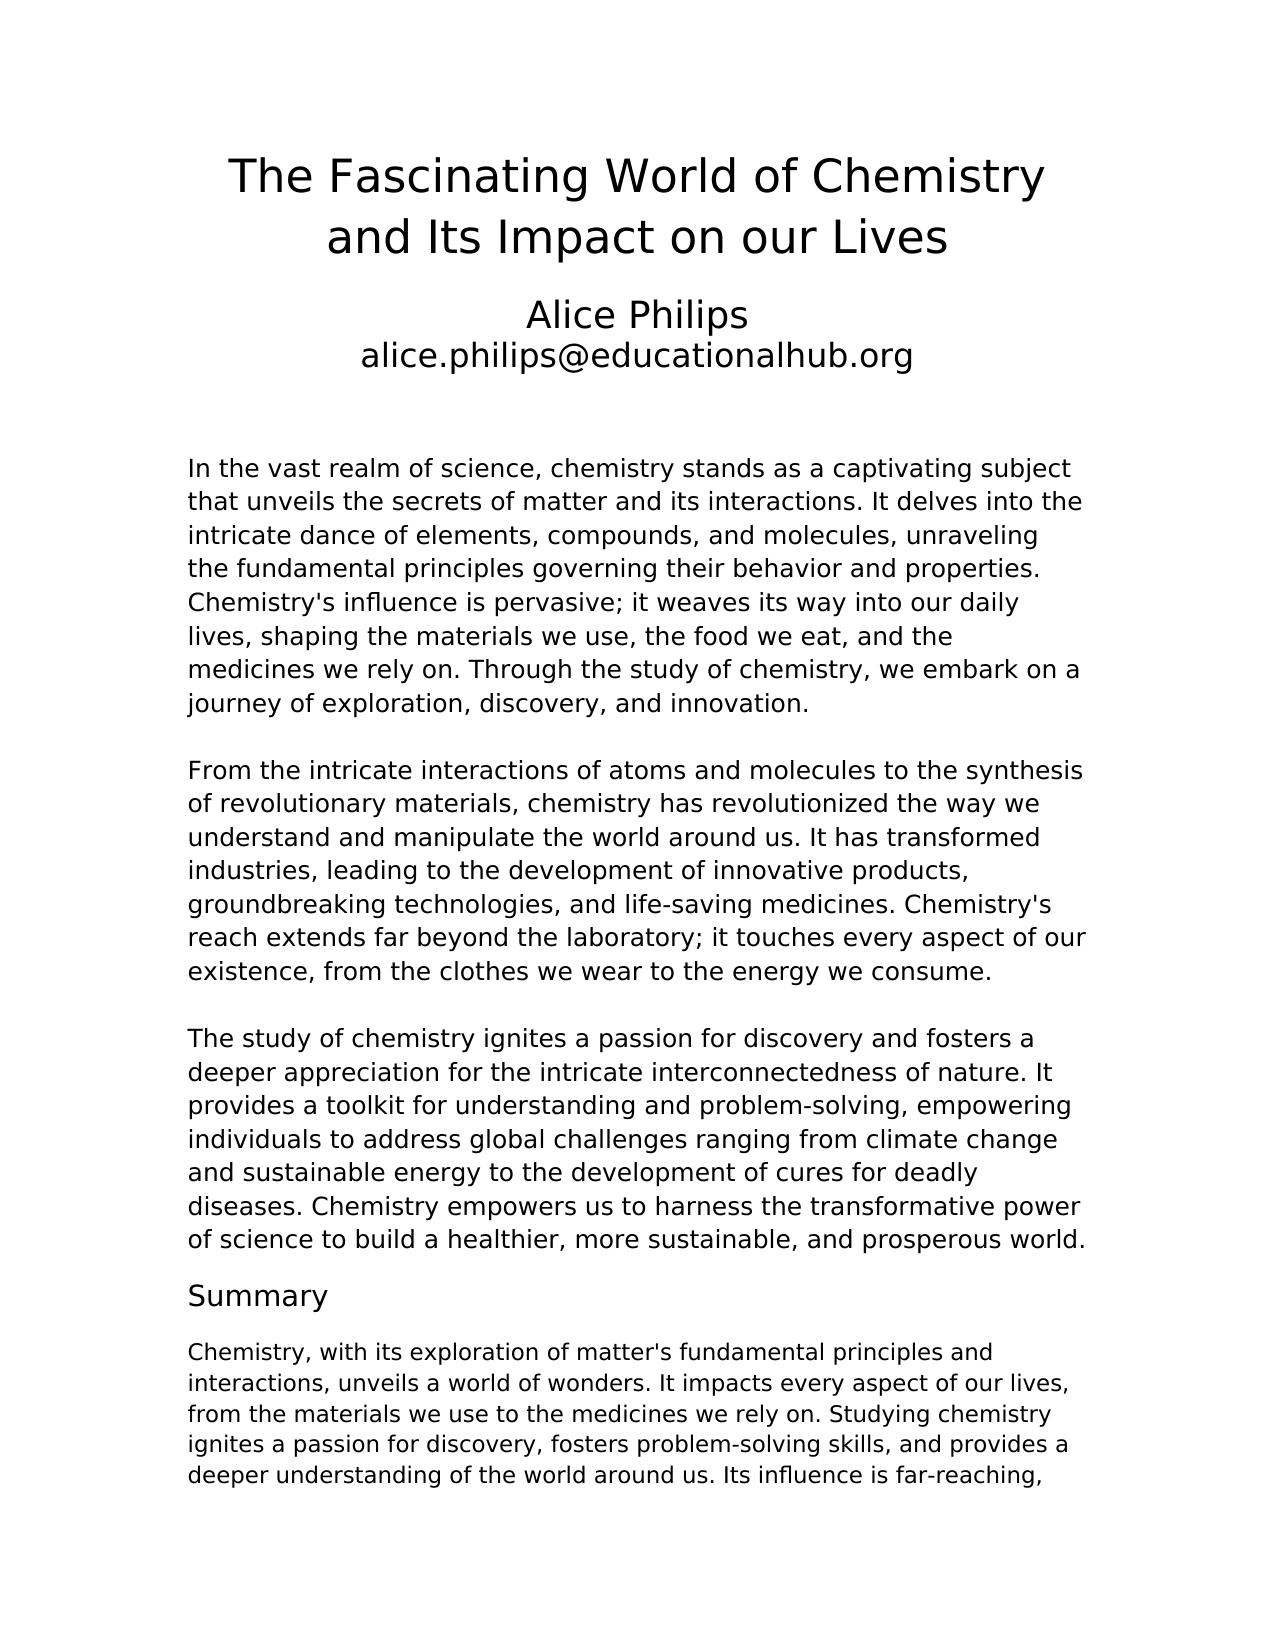 The Fascinating World of Chemistry
and Its Impact on our Lives
Alice Philips
alice.philips@educationalhub.org
In the vast realm of science, chemistry stands as a captivating subject
that unveils the secrets of matter and its interactions. It delves into the
intricate dance of elements, compounds, and molecules, unraveling
the fundamental principles governing their behavior and properties.
Chemistry's influence is pervasive; it weaves its way into our daily
lives, shaping the materials we use, the food we eat, and the
medicines we rely on. Through the study of chemistry, we embark on a
journey of exploration, discovery, and innovation.
From the intricate interactions of atoms and molecules to the synthesis
of revolutionary materials, chemistry has revolutionized the way we
understand and manipulate the world around us. It has transformed
industries, leading to the development of innovative products,
groundbreaking technologies, and life-saving medicines. Chemistry's
reach extends far beyond the laboratory; it touches every aspect of our
existence, from the clothes we wear to the energy we consume.
The study of chemistry ignites a passion for discovery and fosters a
deeper appreciation for the intricate interconnectedness of nature. It
provides a toolkit for understanding and problem-solving, empowering
individuals to address global challenges ranging from climate change
and sustainable energy to the development of cures for deadly
diseases. Chemistry empowers us to harness the transformative power
of science to build a healthier, more sustainable, and prosperous world.
Summary
Chemistry, with its exploration of matter's fundamental principles and
interactions, unveils a world of wonders. It impacts every aspect of our lives,
from the materials we use to the medicines we rely on. Studying chemistry
ignites a passion for discovery, fosters problem-solving skills, and provides a
deeper understanding of the world around us. Its influence is far-reaching,